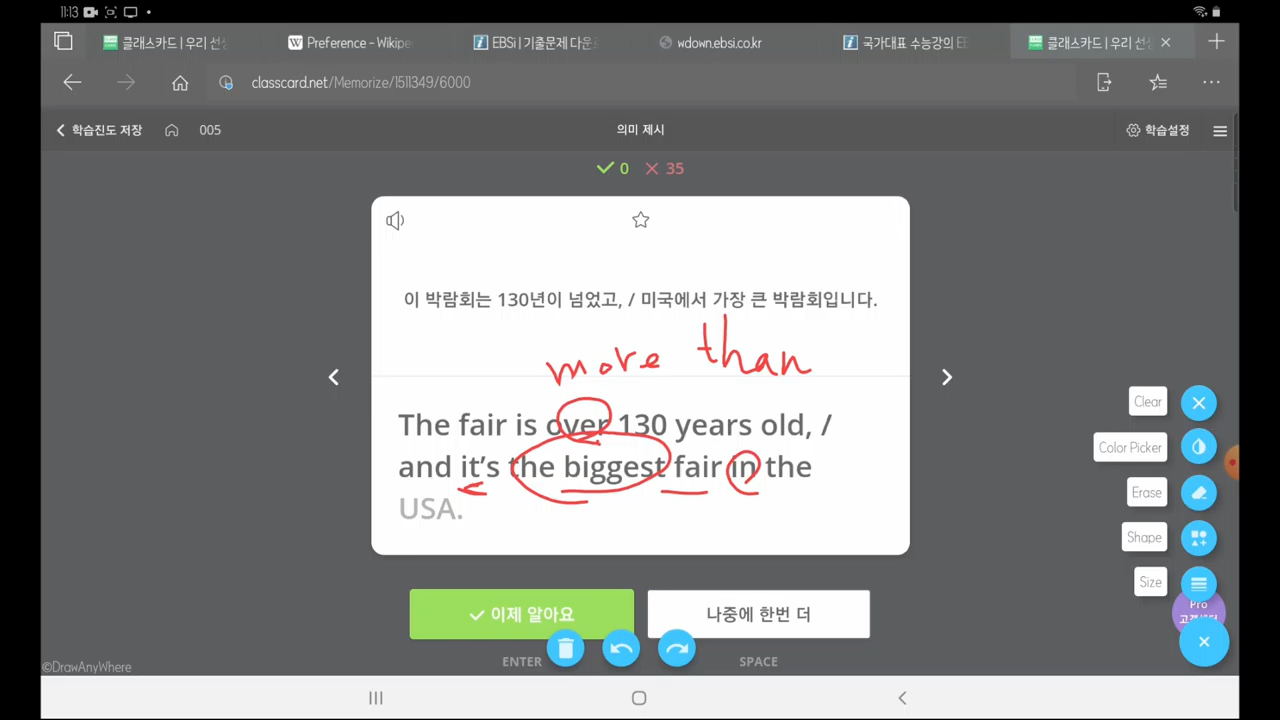 11:13
클래스카드 | 우리 선생
W Preference - Wikipe
EBSi | 기출문제 다운로
wdown.ebsi.co.kr
국가대표 수능강의 EB
클래스카드 | 우리 선생
classcard.net/Memorize/1511349/6000
학습진도 저장 005 의미 제시 학습설정
0 35
이 박람회는 130년이 넘었고, / 미국에서 가장 큰 박람회입니다.
more than
The fair is over 130 years old, /
and it's the biggest fair in the
USA.
Clear
Color Picker
Erase
Shape
Size
Pro
이제 알아요 나중에 한번 더
ENTER SPACE
©DrawAnyWhere